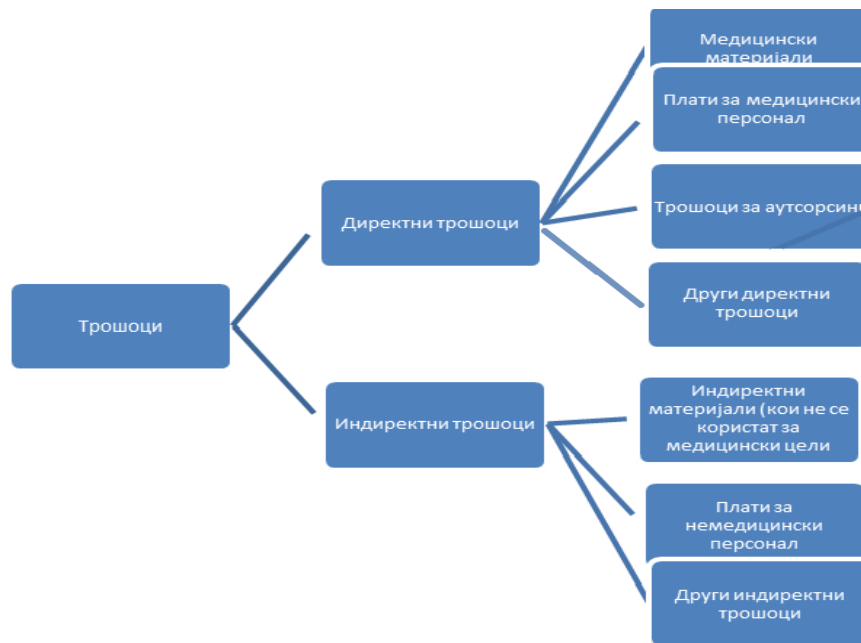 Трошоци
Директни трошоци
Медицински
материјали
Плати за медицински
персонал
Трошоци за аутсорсинг
Други директни
трошоци
Индиректни трошоци
Индиректни
материјали (кои не се
користат за
медицински цели
Плати за
немедицински
персонал
Други индиректни
трошоци